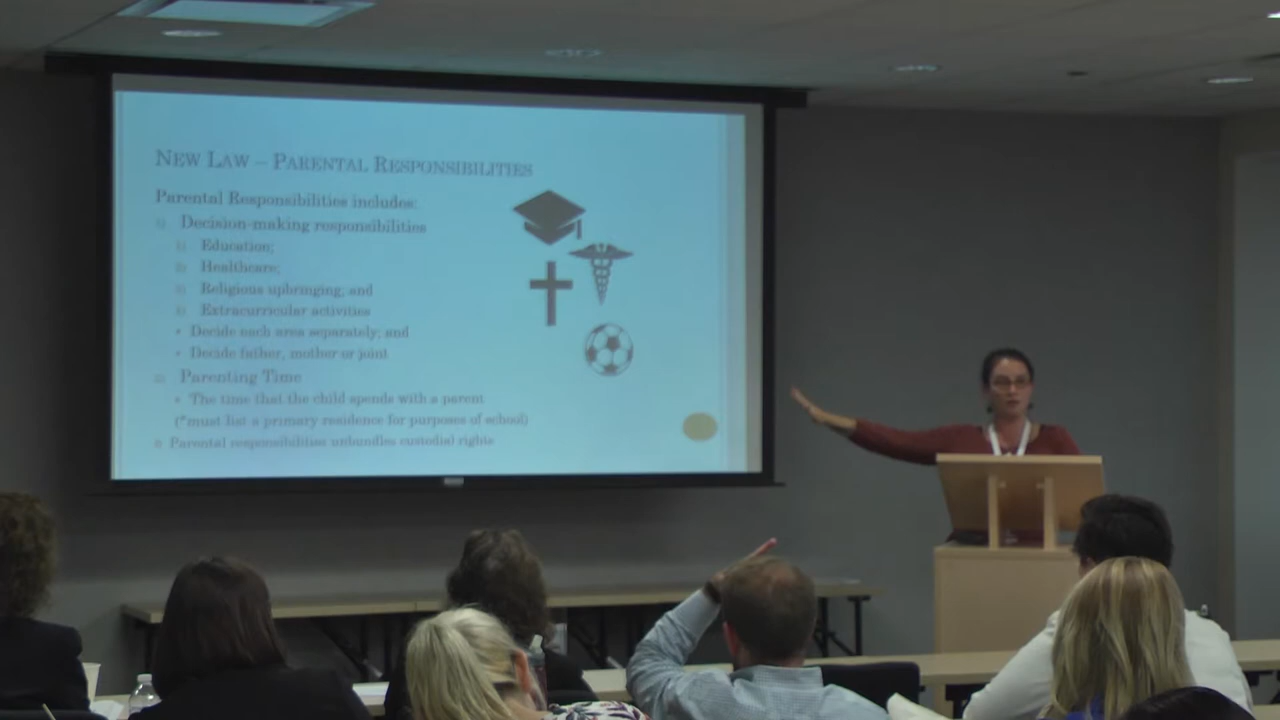 NEW LAW – PARENTAL RESPONSIBILITIES
Parental Responsibilities includes:
Decision-making responsibilities
Education;
Healthcare;
Religious upbringing; and
Extracurricular activities
• Decide each area separately; and
• Decide father, mother or joint
Parenting Time
• The time that the child spends with a parent
(*must list a primary residence for purposes of school)
Parental responsibilities unbundles custodial rights